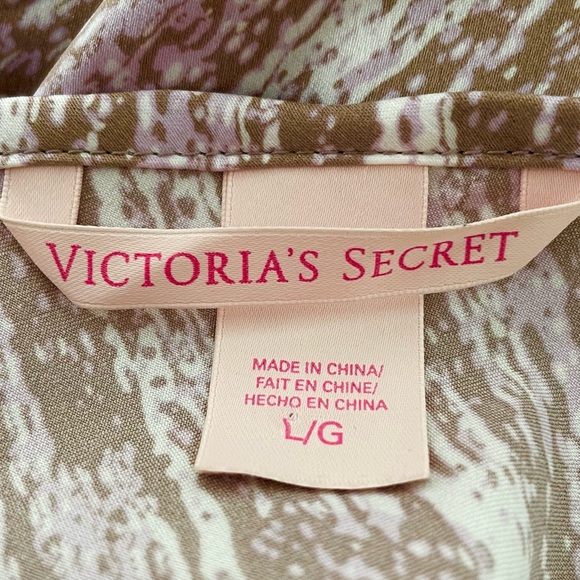 VICTORIA'S SECRET
MADE IN CHINA/
FAIT EN CHINE/
HECHO EN CHINA
L/G